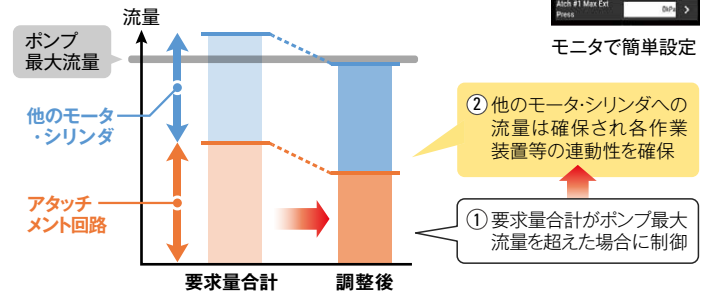 Atch #1 Max Ext
Press
0kPa
モニタで簡単設定
流量
ポンプ
最大流量
他のモータ
・シリンダ
アタッチ
メント回路
要求量合計
調整後
② 他のモータ・シリンダへの
流量は確保され各作業
装置等の連動性を確保
① 要求量合計がポンプ最大
流量を超えた場合に制御